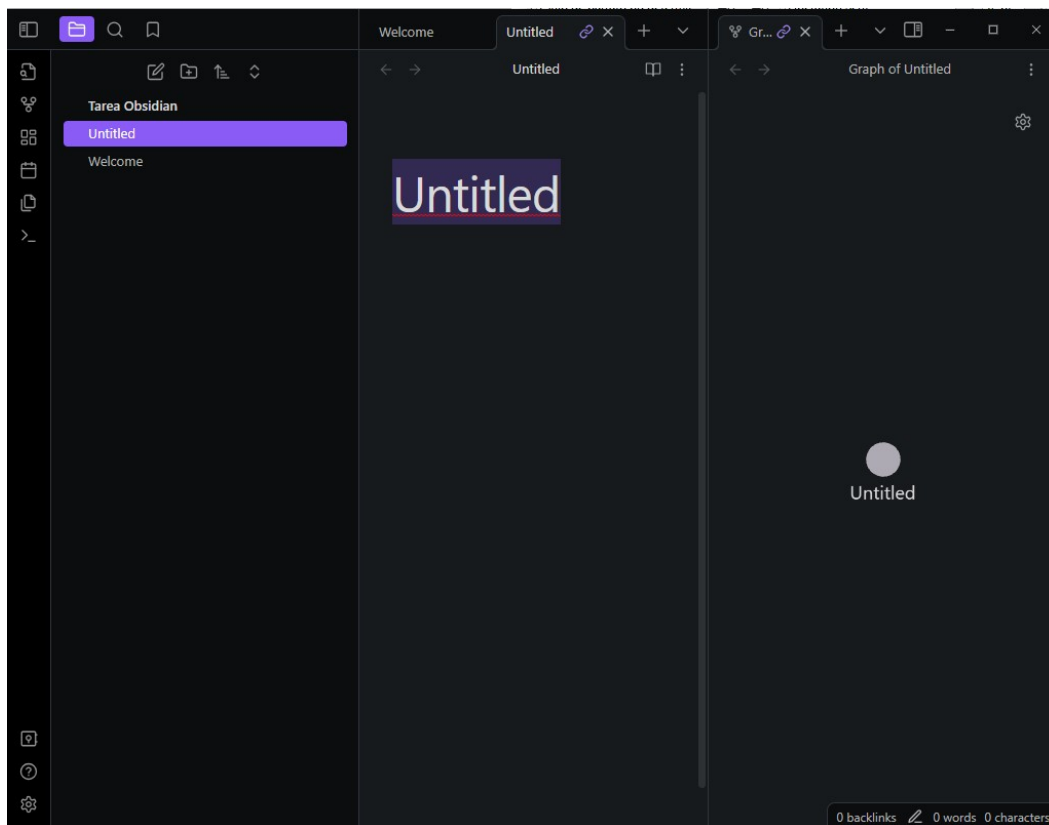 Welcome
Untitled
Gr...
Untitled
Graph of Untitled
Tarea Obsidian
Untitled
Welcome
Untitled
Untitled
0 backlinks 0 words 0 characters